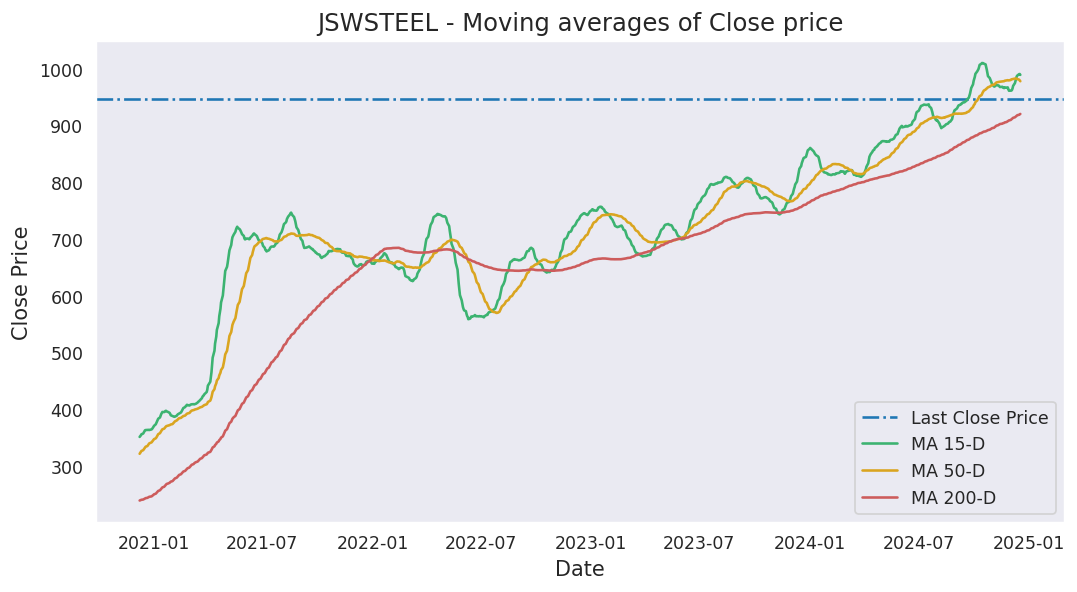 JSWSTEEL - Moving averages of Close price
Close Price
1000
900
800
700
600
500
400
300
Last Close Price
MA 15-D
MA 50-D
MA 200-D
2021-01 2021-07 2022-01 2022-07 2023-01 2023-07 2024-01 2024-07 2025-01
Date